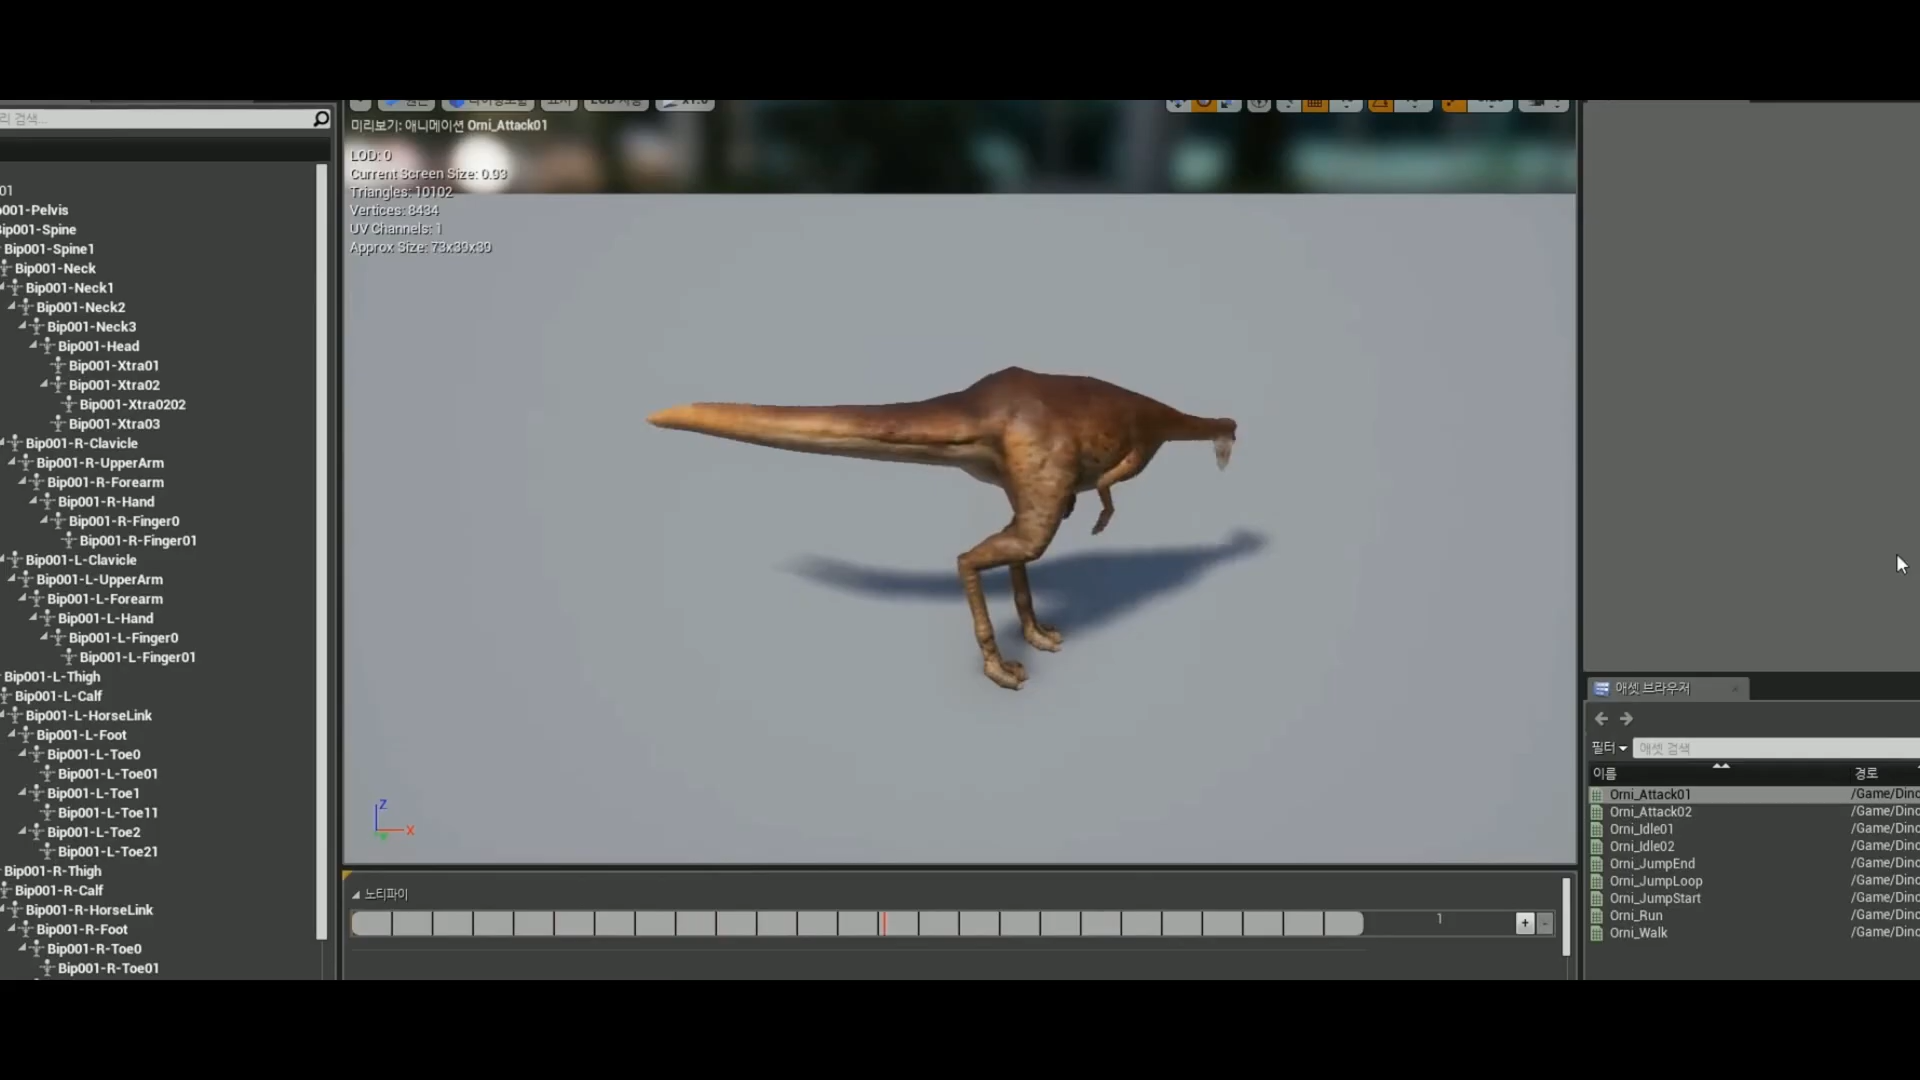 리 검색...
01
001-Pelvis
ip001-Spine
Bip001-Spine1
Bip001-Neck
Bip001-Neck1
Bip001-Neck2
Bip001-Neck3
Bip001-Head
Bip001-Xtra01
Bip001-Xtra02
Bip001-Xtra0202
Bip001-Xtra03
Bip001-R-Clavicle
Bip001-R-UpperArm
Bip001-R-Forearm
Bip001-R-Hand
Bip001-R-Finger0
Bip001-R-Finger01
Bip001-L-Clavicle
Bip001-L-UpperArm
Bip001-L-Forearm
Bip001-L-Hand
Bip001-L-Finger0
Bip001-L-Finger01
Bip001-L-Thigh
Bip001-L-Calf
Bip001-L-HorseLink
Bip001-L-Foot
Bip001-L-Toe0
Bip001-L-Toe01
Bip001-L-Toe1
Bip001-L-Toe11
Bip001-L-Toe2
Bip001-L-Toe21
Bip001-R-Thigh
Bip001-R-Calf
Bip001-R-HorseLink
Bip001-R-Foot
Bip001-R-Toe0
Bip001-R-Toe01
미리보기: 애니메이션 Orni_Attack01
LOD: 0
Current Screen Size: 0.93
Triangles: 10102
Vertices: 8434
UV Channels: 1
Approx Size: 73x39x39
Z
X
노티파이
1
+
-
애셋 브라우저
필터
애셋 검색
이름 경로
Orni_Attack01 /Game/Dino
Orni_Attack02 /Game/Dino
Orni_Idle01 /Game/Dino
Orni_Idle02 /Game/Dino
Orni_JumpEnd /Game/Dino
Orni_JumpLoop /Game/Dino
Orni_JumpStart /Game/Dino
Orni_Run /Game/Dino
Orni_Walk /Game/Dino